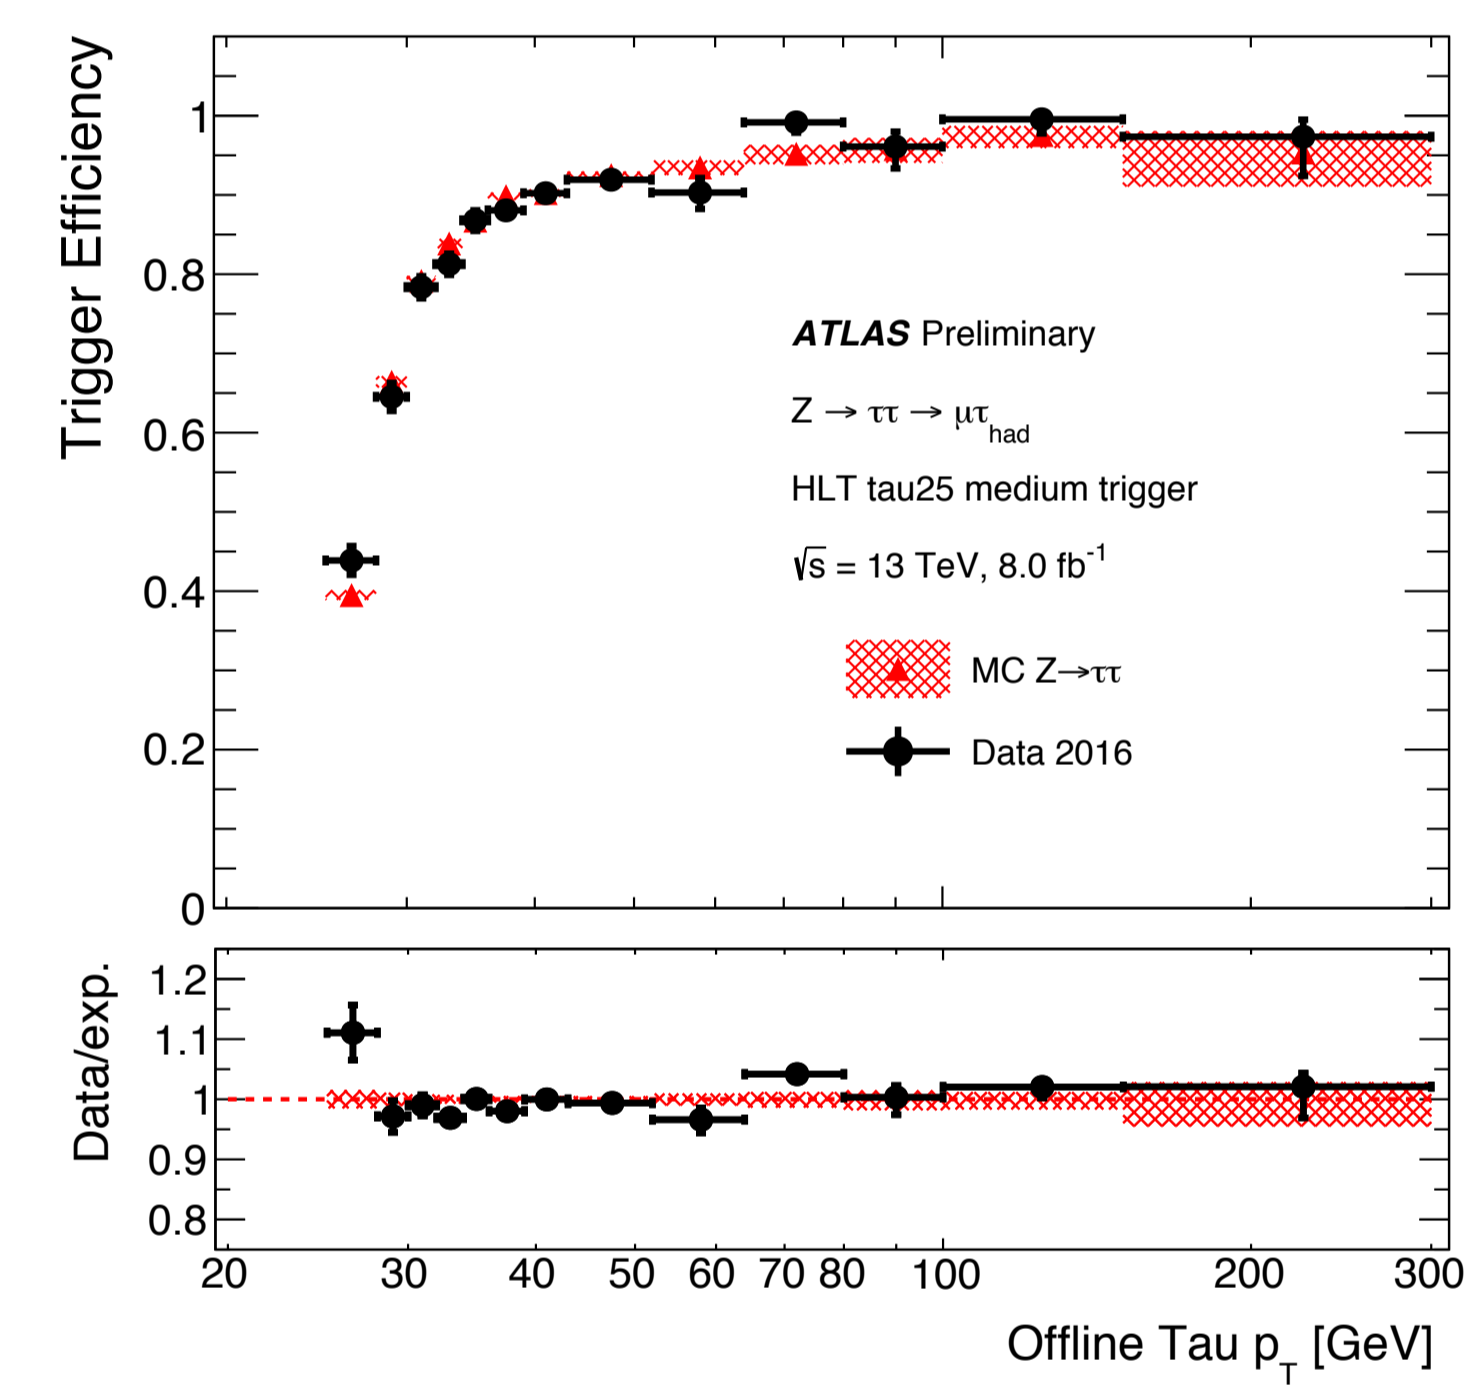 Trigger Efficiency
1
0.8
0.6
0.4
0.2
0
ATLAS Preliminary
Z → ττ → μτhad
HLT tau25 medium trigger
√s = 13 TeV, 8.0 fb-1
MC Z→ττ
Data 2016
Data/exp.
1.2
1.1
1
0.9
0.8
20 30 40 50 60 70 80 100 200 300
Offline Tau pT [GeV]